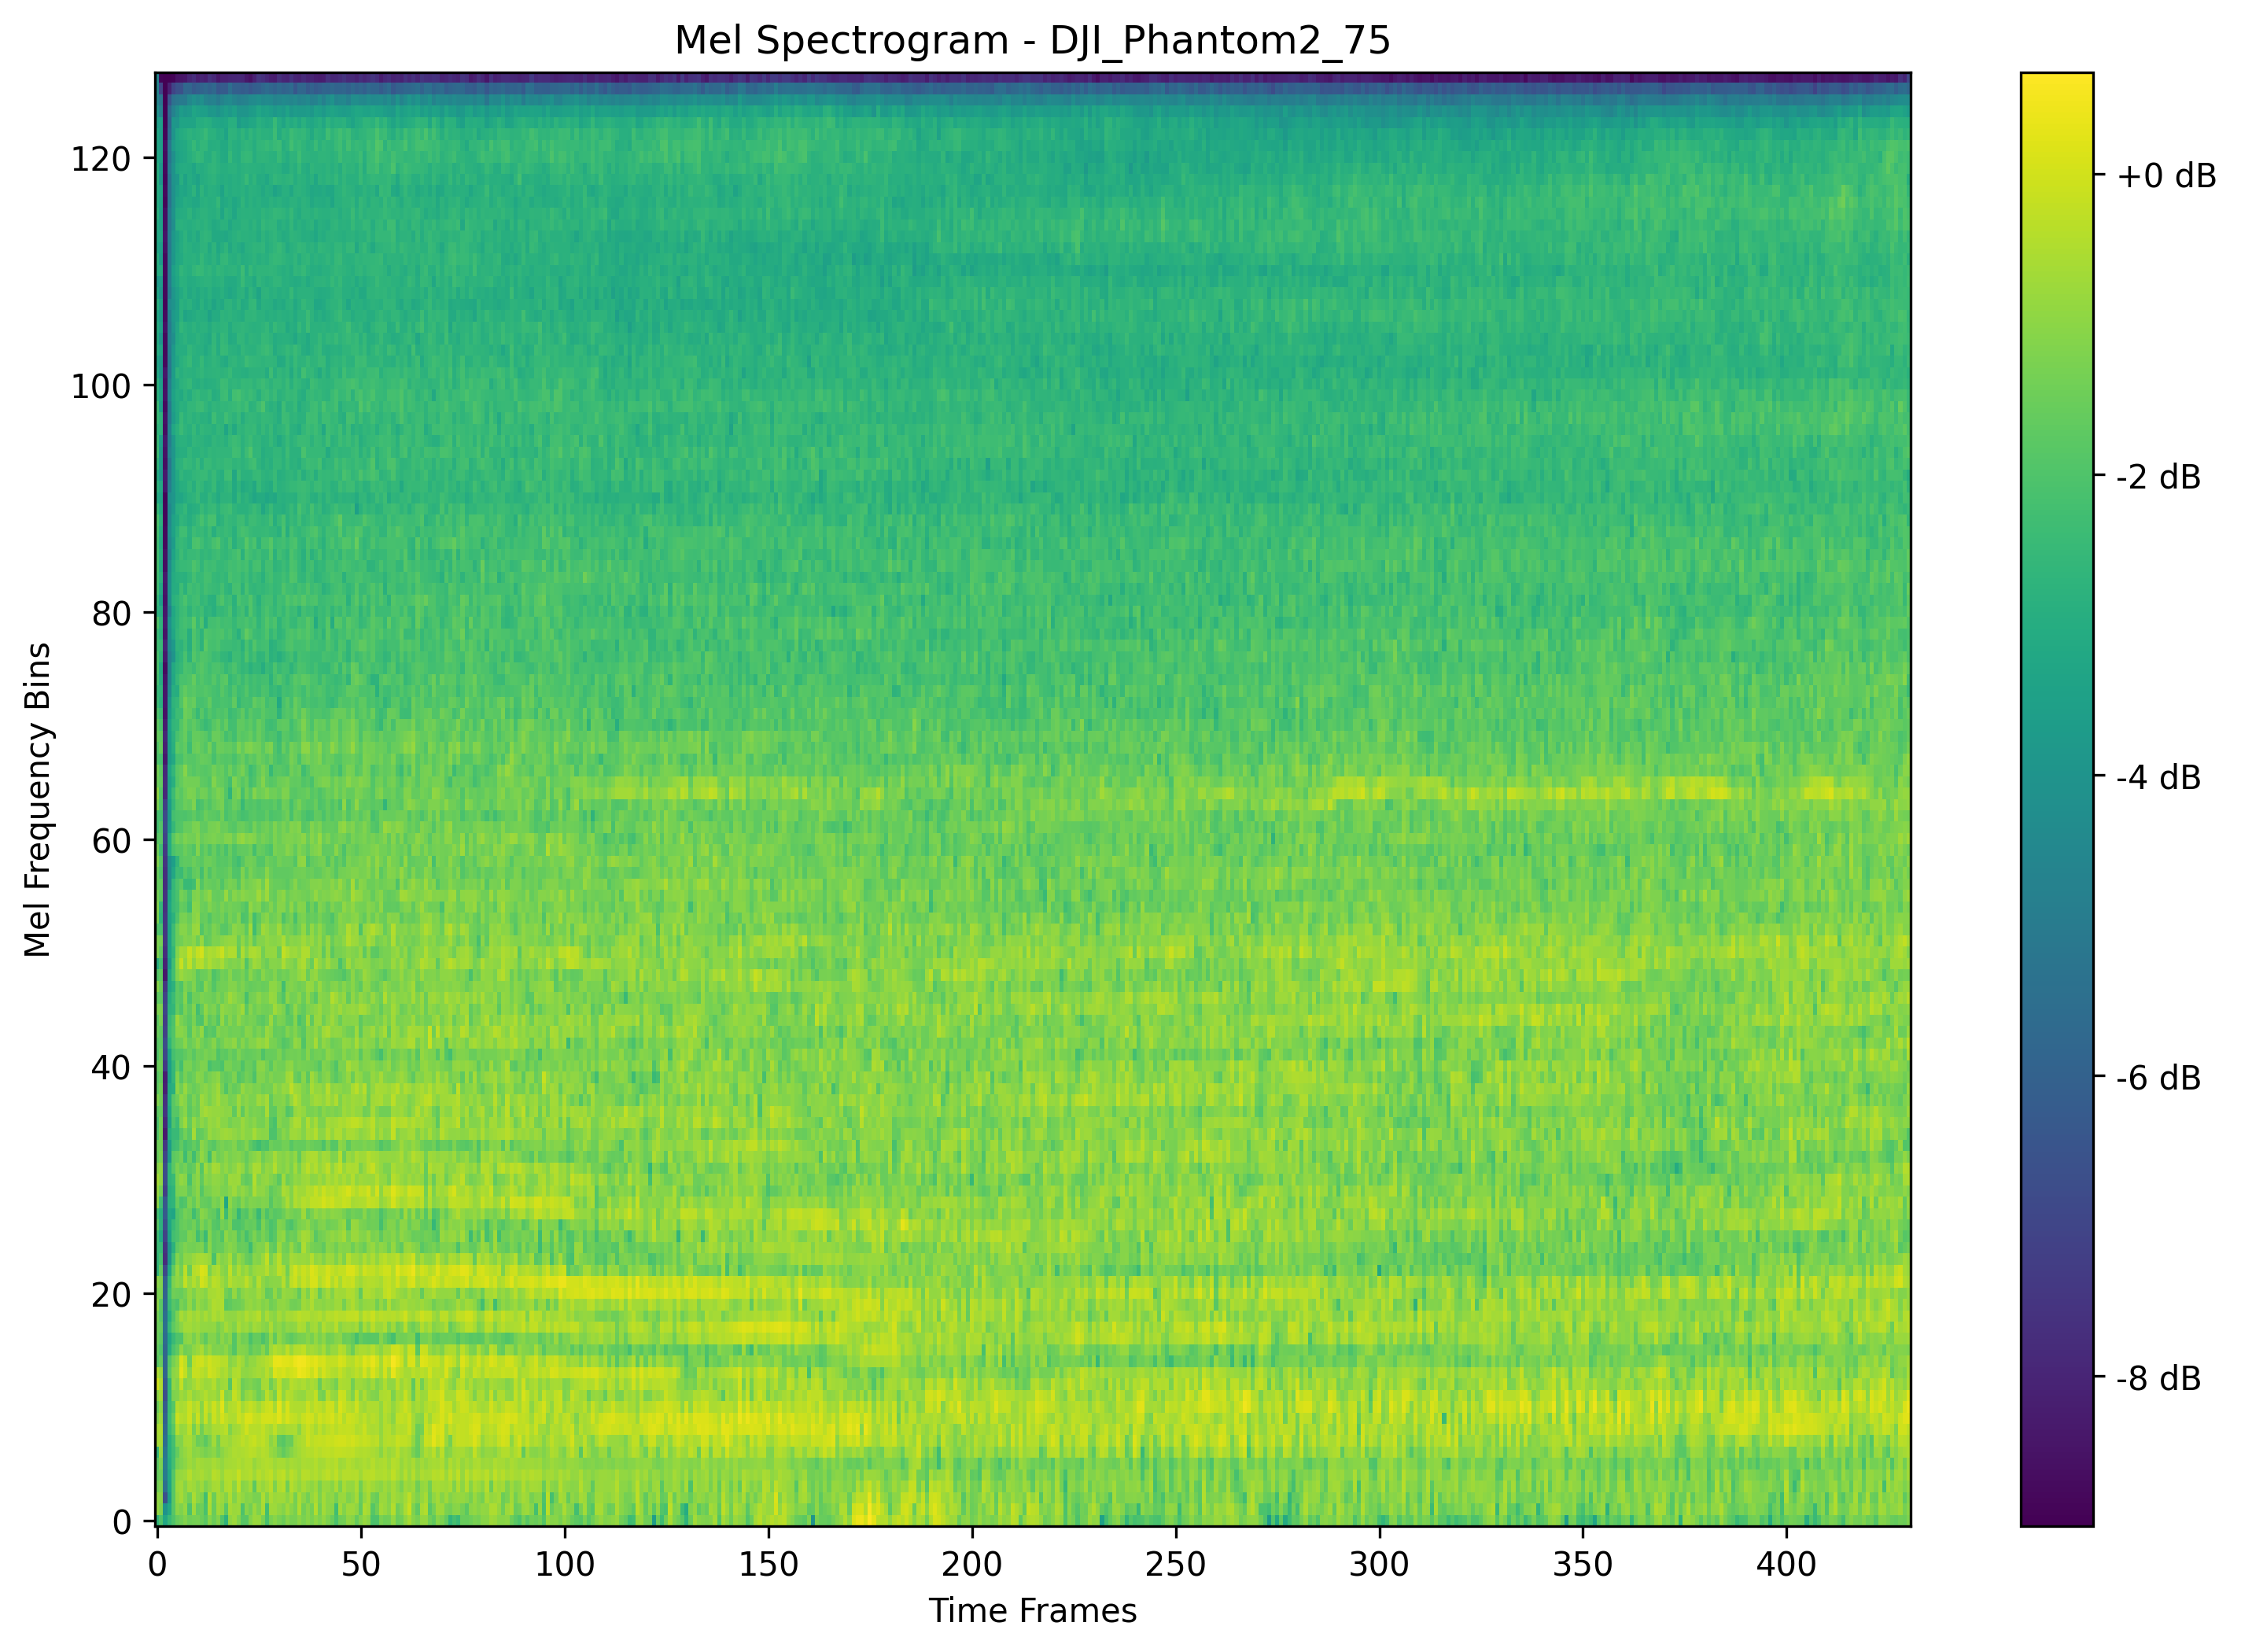 Mel Spectrogram - DJI_Phantom2_75
120
100
80
60
40
20
0
Mel Frequency Bins
0 50 100 150 200 250 300 350 400
Time Frames
+0 dB
-2 dB
-4 dB
-6 dB
-8 dB